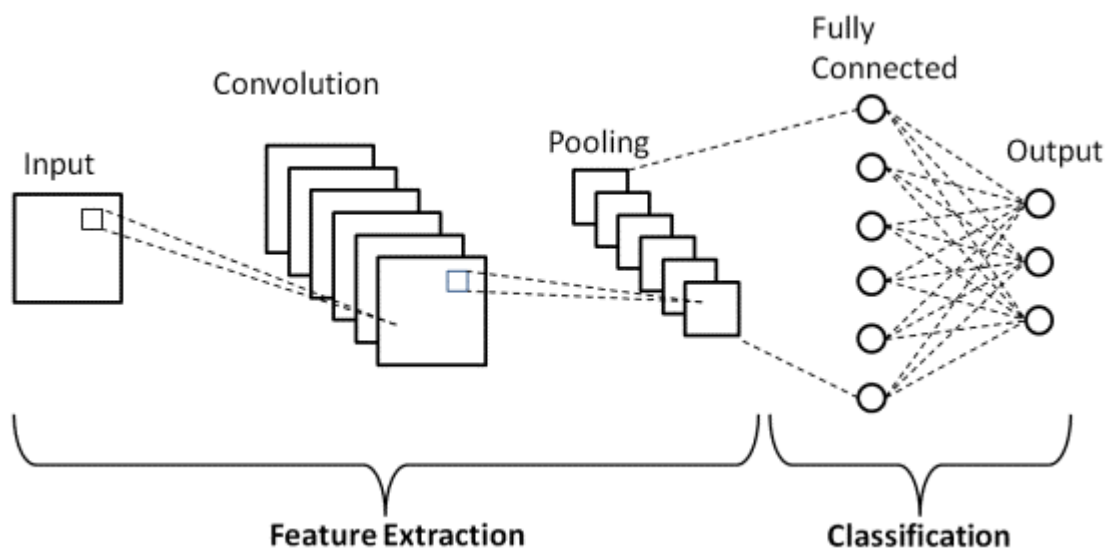 Input
Convolution
Pooling
Fully
Connected
Output
Feature Extraction
Classification